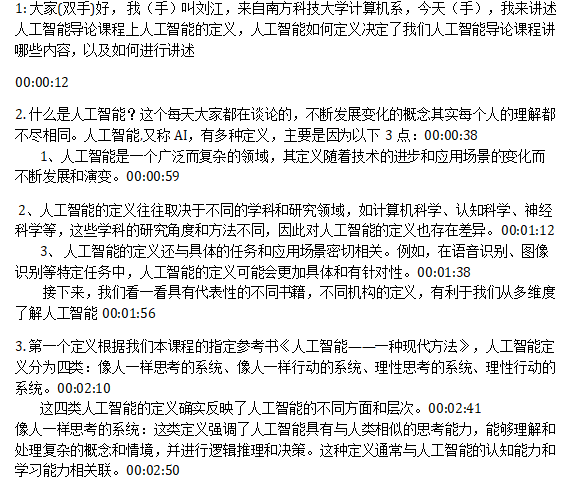 1: 大家(双手)好， 我（手）叫刘江，来自南方科技大学计算机系，今天（手），我来讲述
人工智能导论课程上人工智能的定义，人工智能如何定义决定了我们人工智能导论课程讲
哪些内容，以及如何进行讲述
00:00:12
2. 什么是人工智能？这个每天大家都在谈论的，不断发展变化的概念其实每个人的理解都
不尽相同。人工智能,又称 AI，有多种定义，主要是因为以下 3 点：00:00:38
1、人工智能是一个广泛而复杂的领域，其定义随着技术的进步和应用场景的变化而
不断发展和演变。00:00:59
2、人工智能的定义往往取决于不同的学科和研究领域，如计算机科学、认知科学、神经
科学等，这些学科的研究角度和方法不同，因此对人工智能的定义也存在差异。00:01:12
3、 人工智能的定义还与具体的任务和应用场景密切相关。例如，在语音识别、图像
识别等特定任务中，人工智能的定义可能会更加具体和有针对性。00:01:38
接下来，我们看一看具有代表性的不同书籍，不同机构的定义，有利于我们从多维度
了解人工智能 00:01:56
3. 第一个定义根据我们本课程的指定参考书《人工智能——一种现代方法》，人工智能定
义分为四类：像人一样思考的系统、像人一样行动的系统、理性思考的系统、理性行动的
系统。00:02:10
这四类人工智能的定义确实反映了人工智能的不同方面和层次。00:02:41
像人一样思考的系统：这类定义强调了人工智能具有与人类相似的思考能力，能够理解和
处理复杂的概念和情境，并进行逻辑推理和决策。这种定义通常与人工智能的认知能力和
学习能力相关联。00:02:50